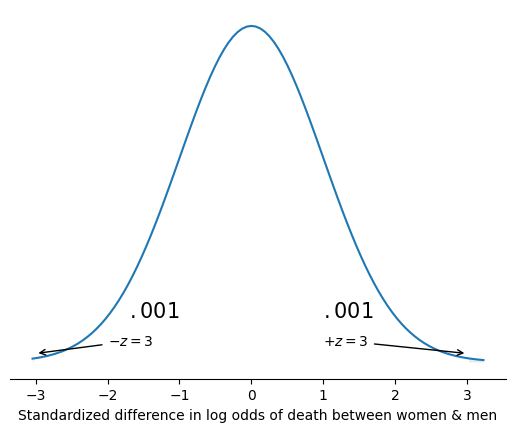 .001 .001
−z = 3 +z = 3
−3 −2 −1 0 1 2 3
Standardized difference in log odds of death between women & men